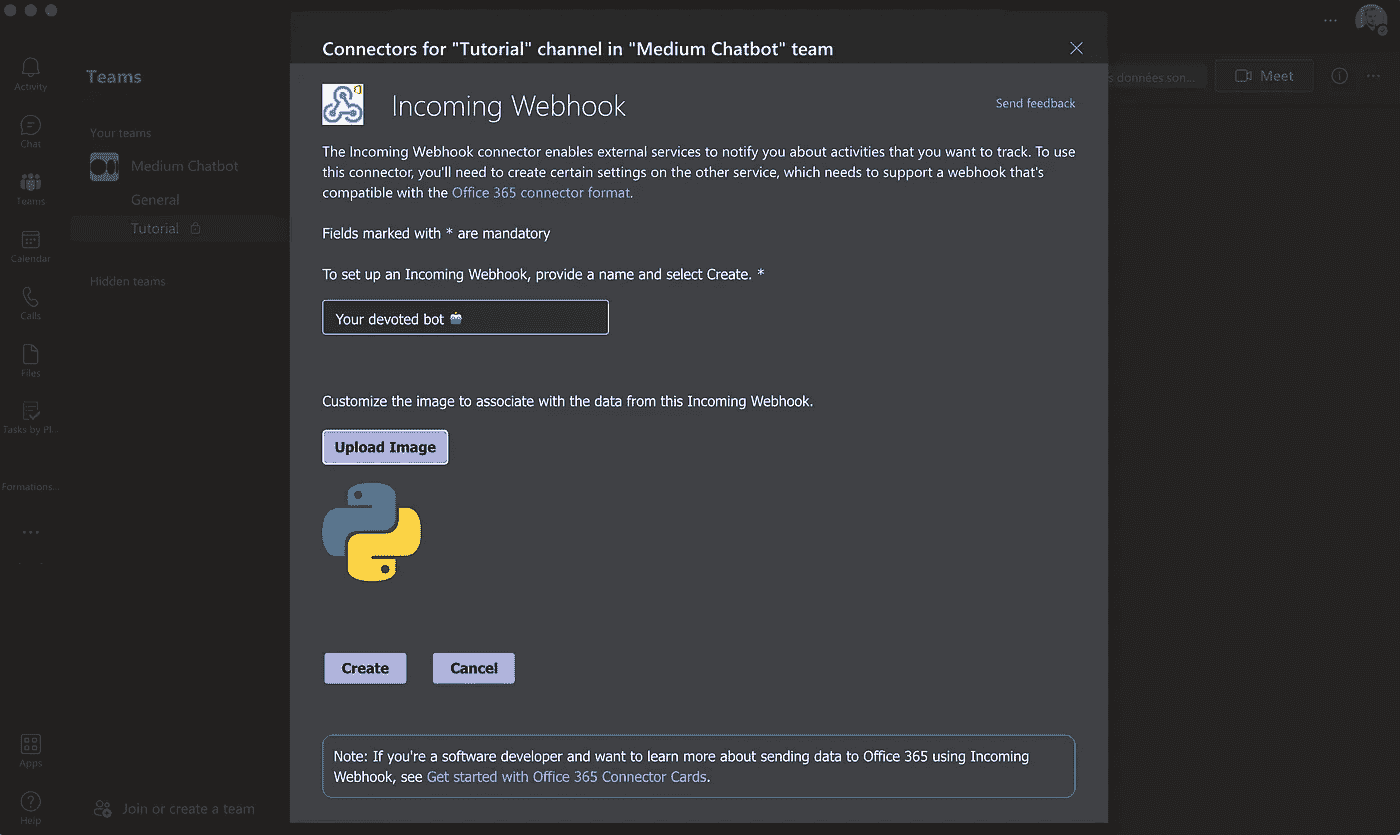 Connectors for "Tutorial" channel in "Medium Chatbot" team
Incoming Webhook
Send feedback
The Incoming Webhook connector enables external services to notify you about activities that you want to track. To use
this connector, you'll need to create certain settings on the other service, which needs to support a webhook that's
compatible with the Office 365 connector format.
Fields marked with * are mandatory
To set up an Incoming Webhook, provide a name and select Create. *
Your devoted bot 🤖
Customize the image to associate with the data from this Incoming Webhook.
Upload Image
Create
Cancel
Note: If you're a software developer and want to learn more about sending data to Office 365 using Incoming
Webhook, see Get started with Office 365 Connector Cards.
Activity
Chat
Teams
Calendar
Calls
Files
Tasks by Pl...
Formations...
Apps
Help
Teams
Your teams
Medium Chatbot
General
Tutorial
Hidden teams
Join or create a team
s données son...
Meet